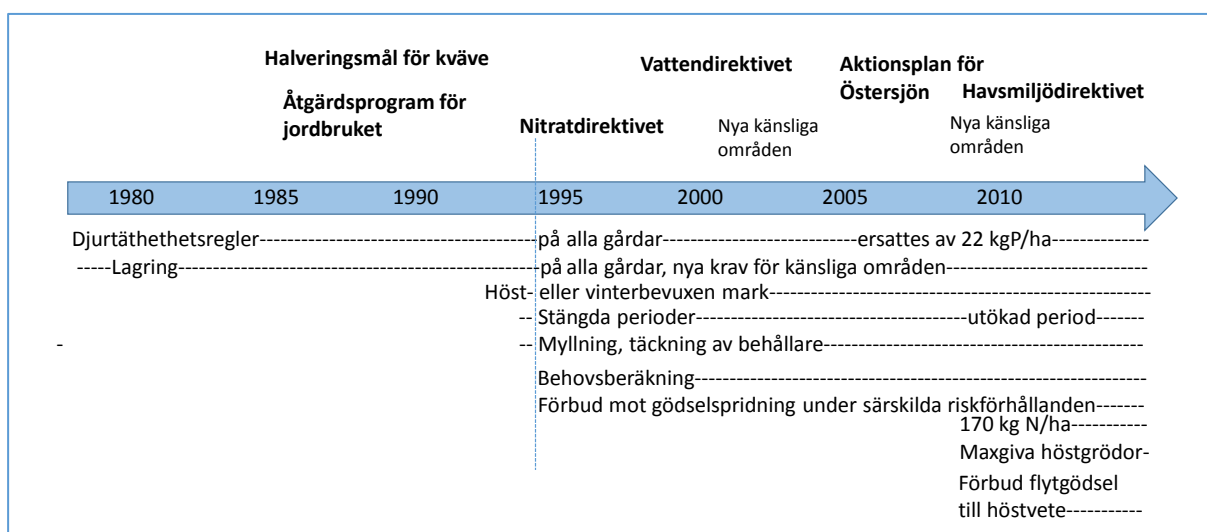 Halveringsmål för kväve
Vattendirektivet
Aktionsplan för
Östersjön
Havsmiljödirektivet
Åtgärdsprogram för
jordbruket
Nitratdirektivet
Nya känsliga
områden
Nya känsliga
områden
1980 1985 1990 1995 2000 2005 2010
Djurtäthethetsregler----------------------------------------på alla gårdar----------------------------ersattes av 22 kgP/ha--------------
-----Lagring---------------------------------------------------på alla gårdar, nya krav för känsliga områden-----------------------------
Höst- eller vinterbevuxen mark-------------------------------------------------------
-- Stängda perioder---------------------------------------utökad period-------
- -- Myllning, täckning av behållare----------------------------------------------
Behovsberäkning-----------------------------------------------------------------
Förbud mot gödselspridning under särskilda riskförhållanden-------
170 kg N/ha-----------
Maxgiva höstgrödor-
Förbud flytgödsel
till höstvete-----------